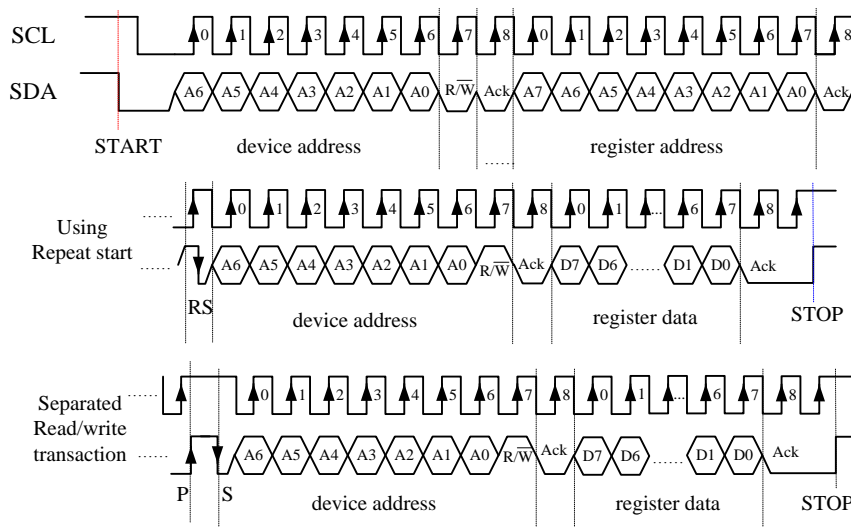 SCL 0 1 2 3 4 5 6 7 8 0 1 2 3 4 5 6 7 8
SDA A6 A5 A4 A3 A2 A1 A0 R/W̅ Ack A7 A6 A5 A4 A3 A2 A1 A0 Ack
START device address ...... register address
...... 0 1 2 3 4 5 6 7 8 0 1 ... 6 7 8
Using
Repeat start
...... A6 A5 A4 A3 A2 A1 A0 R/W̅ Ack D7 D6 ...... D1 D0 Ack
RS device address register data STOP
...... 0 1 2 3 4 5 6 7 8 0 1 ... 6 7 8
Separated
Read/write
transaction
...... A6 A5 A4 A3 A2 A1 A0 R/W̅ Ack D7 D6 ...... D1 D0 Ack
P S device address register data STOP